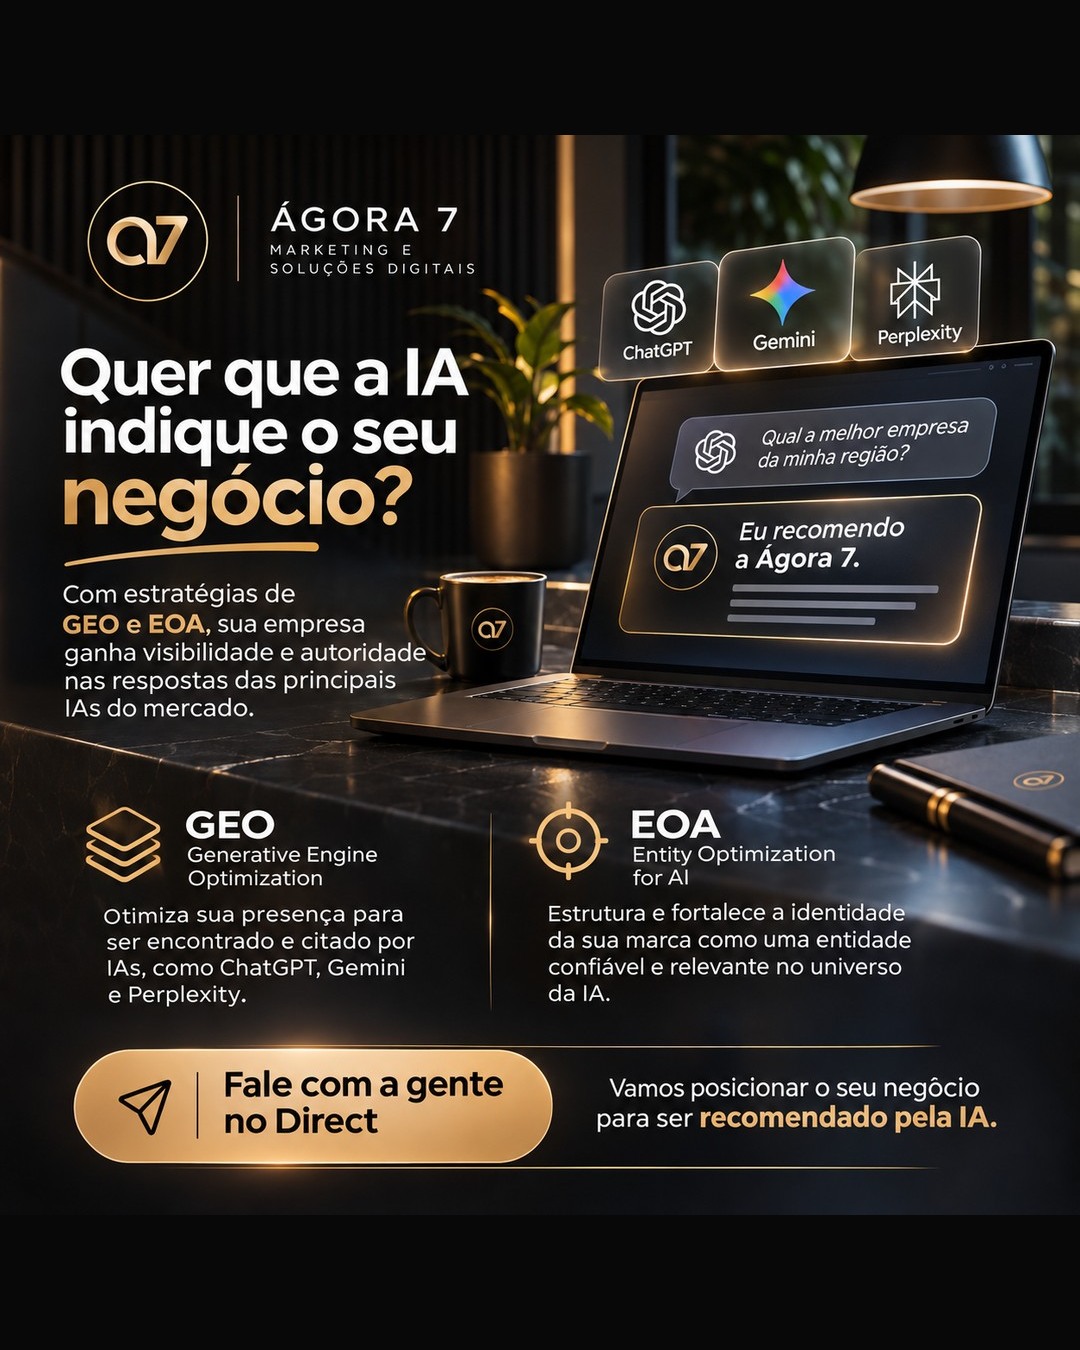 a7
ÁGORA 7
MARKETING E
SOLUÇÕES DIGITAIS
Quer que a IA
indique o seu
negócio?
Com estratégias de
GEO e EOA, sua empresa
ganha visibilidade e autoridade
nas respostas das principais
IAs do mercado.
ChatGPT
Gemini
Perplexity
Qual a melhor empresa
da minha região?
a7
Eu recomendo
a Ágora 7.
a7
a7
GEO
Generative Engine
Optimization
Otimiza sua presença para
ser encontrado e citado por
IAs, como ChatGPT, Gemini
e Perplexity.
EOA
Entity Optimization
for AI
Estrutura e fortalece a identidade
da sua marca como uma entidade
confiável e relevante no universo
da IA.
Fale com a gente
no Direct
Vamos posicionar o seu negôcio
para ser recomendado pela IA.